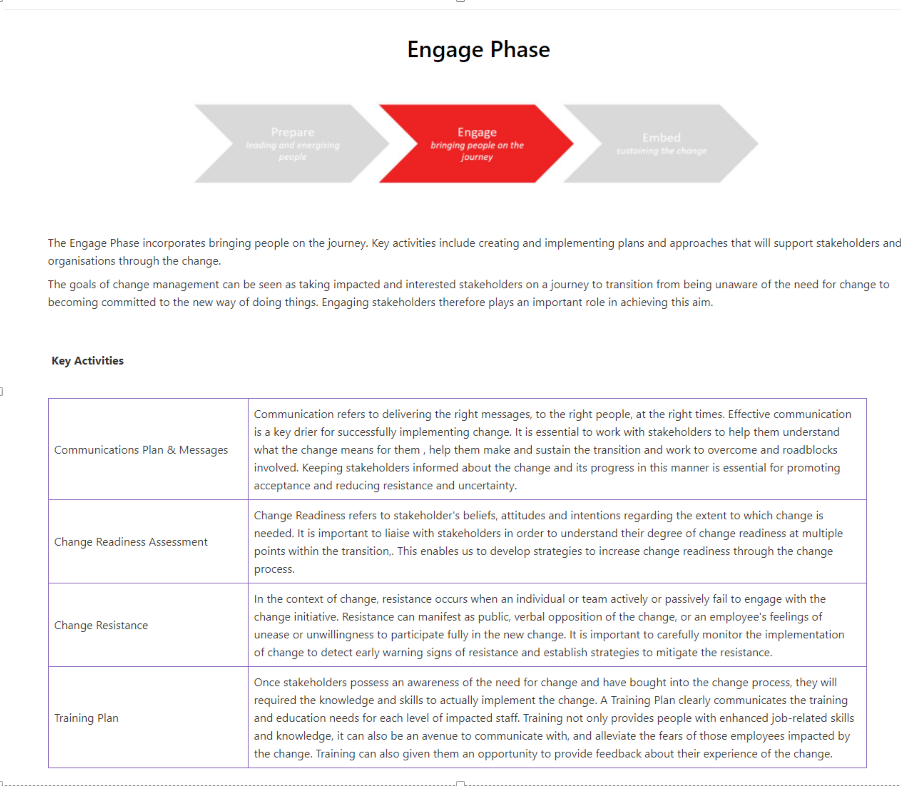 Engage Phase
Prepare
leading and energising
people
Engage
bringing people on the
journey
Embed
sustaining the change
The Engage Phase incorporates bringing people on the journey. Key activities include creating and implementing plans and approaches that will support stakeholders and
organisations through the change.
The goals of change management can be seen as taking impacted and interested stakeholders on a journey to transition from being unaware of the need for change to
becoming committed to the new way of doing things. Engaging stakeholders therefore plays an important role in achieving this aim.
Key Activities
Communications Plan & Messages
Communication refers to delivering the right messages, to the right people, at the right times. Effective communication
is a key drier for successfully implementing change. It is essential to work with stakeholders to help them understand
what the change means for them , help them make and sustain the transition and work to overcome and roadblocks
involved. Keeping stakeholders informed about the change and its progress in this manner is essential for promoting
acceptance and reducing resistance and uncertainty.
Change Readiness Assessment
Change Readiness refers to stakeholder's beliefs, attitudes and intentions regarding the extent to which change is
needed. It is important to liaise with stakeholders in order to understand their degree of change readiness at multiple
points within the transition,. This enables us to develop strategies to increase change readiness through the change
process.
Change Resistance
In the context of change, resistance occurs when an individual or team actively or passively fail to engage with the
change initiative. Resistance can manifest as public, verbal opposition of the change, or an employee's feelings of
unease or unwillingness to participate fully in the new change. It is important to carefully monitor the implementation
of change to detect early warning signs of resistance and establish strategies to mitigate the resistance.
Training Plan
Once stakeholders possess an awareness of the need for change and have bought into the change process, they will
required the knowledge and skills to actually implement the change. A Training Plan clearly communicates the training
and education needs for each level of impacted staff. Training not only provides people with enhanced job-related skills
and knowledge, it can also be an avenue to communicate with, and alleviate the fears of those employees impacted by
the change. Training can also given them an opportunity to provide feedback about their experience of the change.